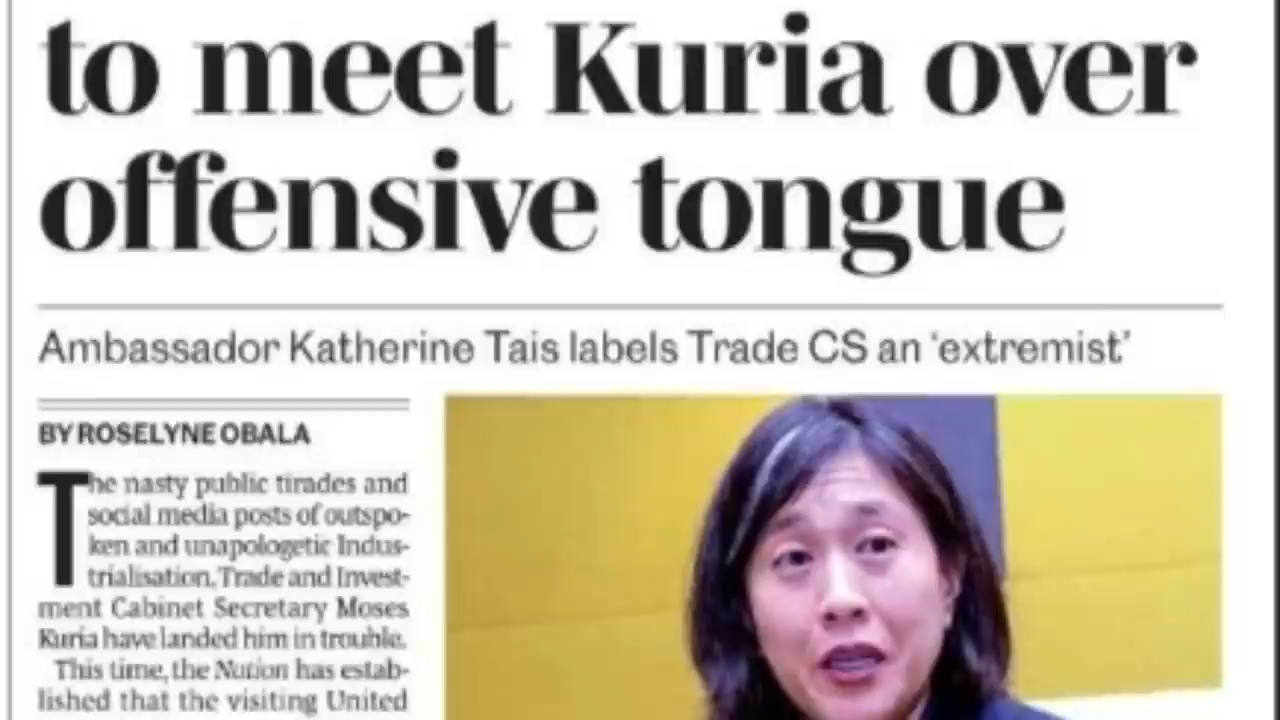 to meet Kuria over
offensive tongue
Ambassador Katherine Tais labels Trade CS an ‘extremist’
BY ROSELYNE OBALA
The nasty public tirades and
social media posts of outspo-
ken and unapologetic Indus-
trialisation, Trade and Invest-
ment Cabinet Secretary Moses
Kuria have landed him in trouble.
This time, the Nation has estab-
lished that the visiting United